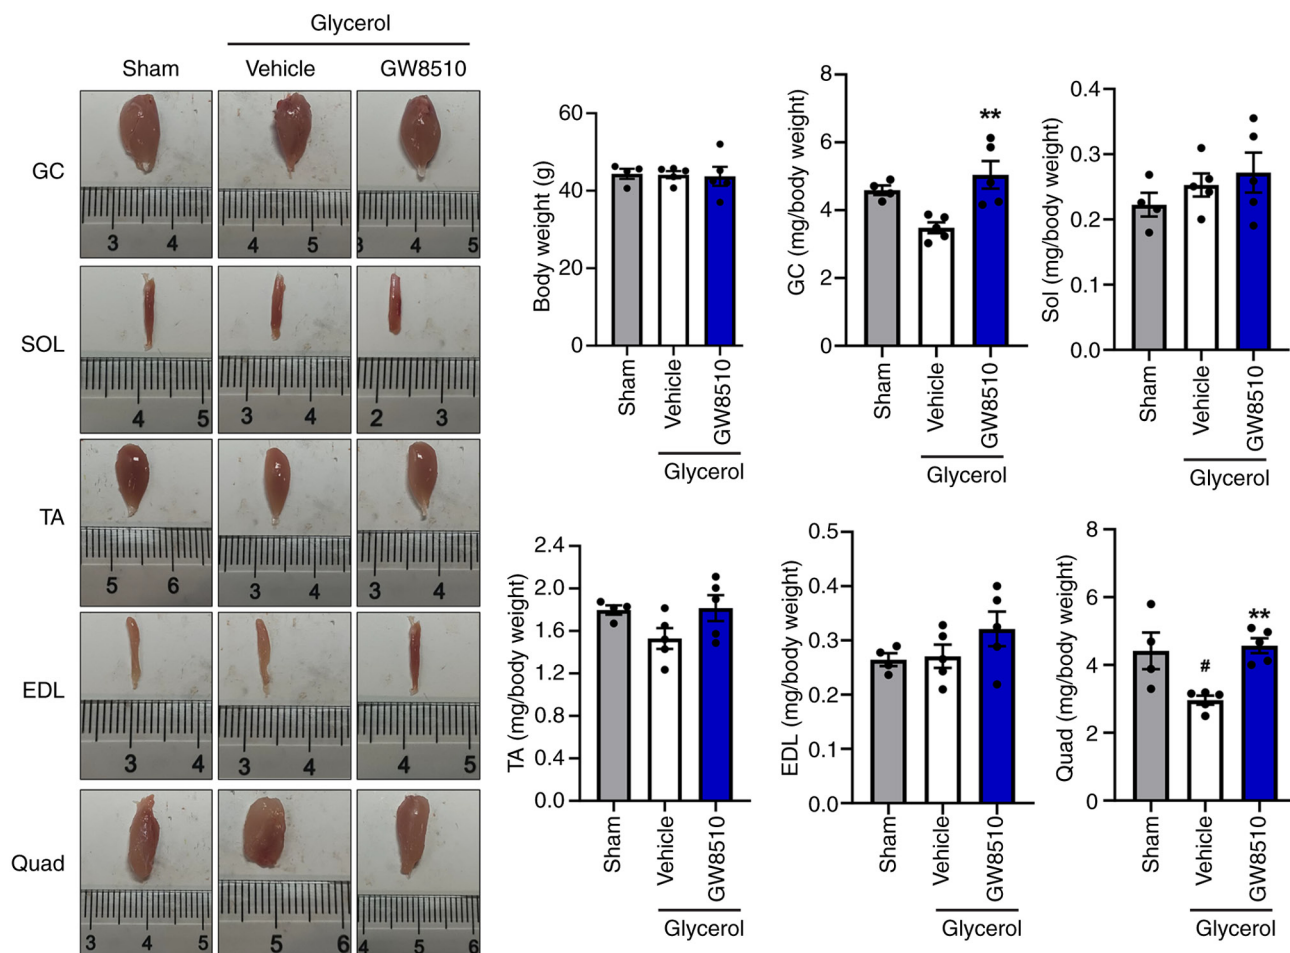 Glycerol
Sham Vehicle GW8510
GC
3 4
4 5
3 4 5
SOL
4 5
3 4
2 3
TA
5 6
3 4
3 4
EDL
3 4
3 4
4 5
Quad
3 4 5
5 6
4 5 6
Body weight (g)
60
40
20
0
Sham
Vehicle
GW8510
Glycerol
GC (mg/body weight)
8
6
4
2
0
**
Sham
Vehicle
GW8510
Glycerol
Sol (mg/body weight)
0.4
0.3
0.2
0.1
0.0
Sham
Vehicle
GW8510
Glycerol
TA (mg/body weight)
2.4
2.0
1.6
1.2
0.8
0.4
0.0
Sham
Vehicle
GW8510
Glycerol
EDL (mg/body weight)
0.5
0.4
0.3
0.2
0.1
0.0
Sham
Vehicle
GW8510
Glycerol
Quad (mg/body weight)
8
6
4
2
0
#
**
Sham
Vehicle
GW8510
Glycerol